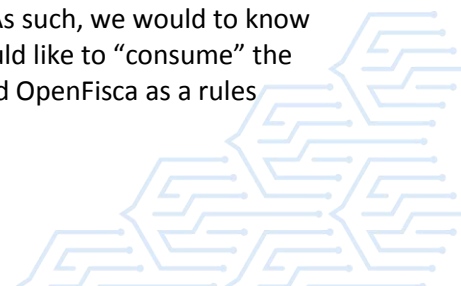 As such, we would to know
uld like to “consume” the
d OpenFisca as a rules